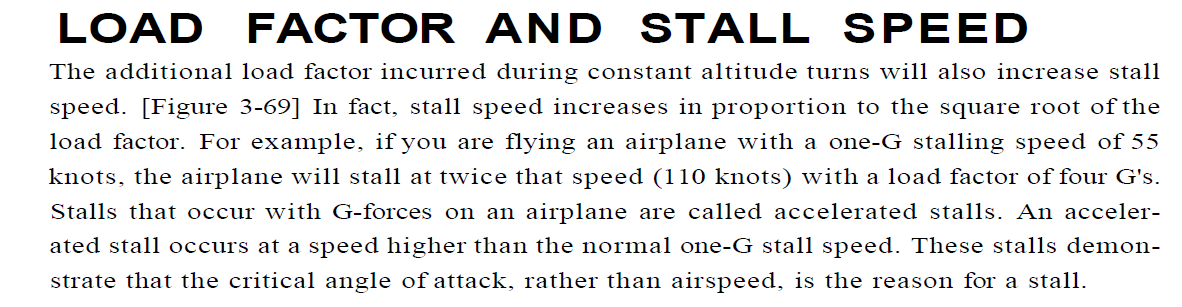 LOAD FACTOR AND STALL SPEED
The additional load factor incurred during constant altitude turns will also increase stall
speed. [Figure 3-69] In fact, stall speed increases in proportion to the square root of the
load factor. For example, if you are flying an airplane with a one-G stalling speed of 55
knots, the airplane will stall at twice that speed (110 knots) with a load factor of four G's.
Stalls that occur with G-forces on an airplane are called accelerated stalls. An acceler-
ated stall occurs at a speed higher than the normal one-G stall speed. These stalls demon-
strate that the critical angle of attack, rather than airspeed, is the reason for a stall.